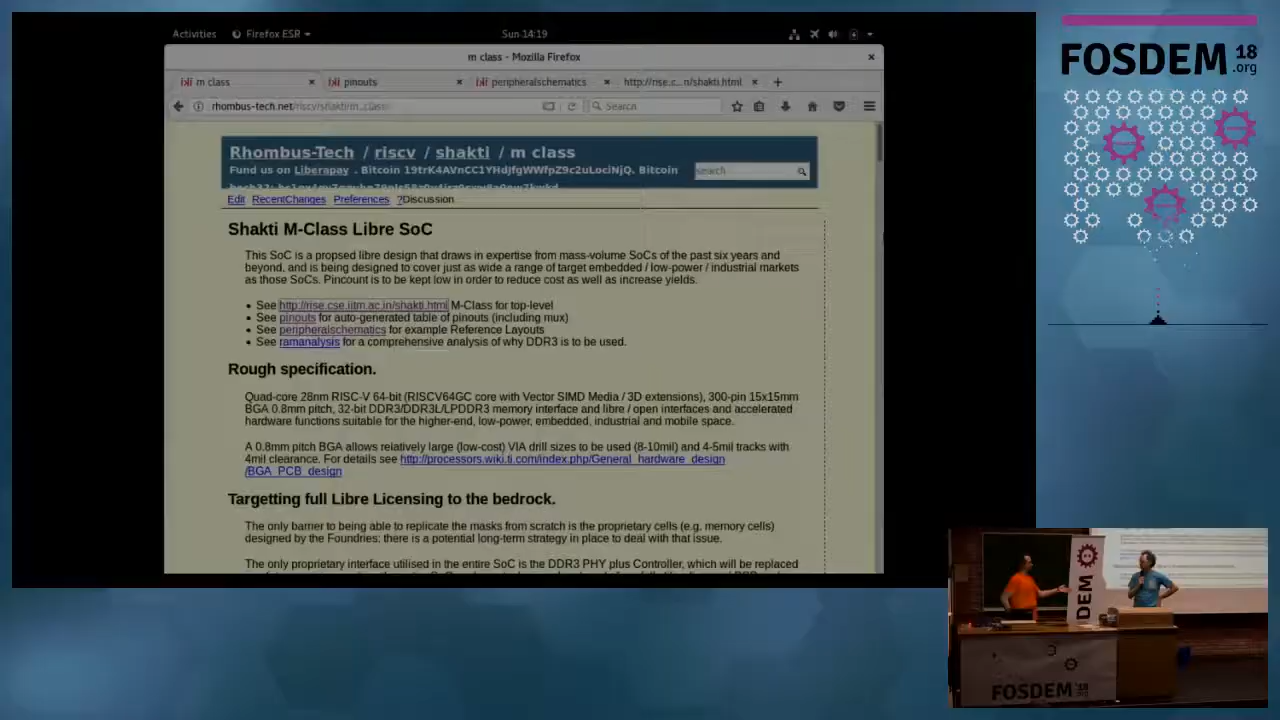 Activities
Firefox ESR
Sun 14:19
m class - Mozilla Firefox
m class
pinouts
peripheralschematics
http://rise.c...n/shakti.html
rhombus-tech.net/riscv/shakti/m_class/
Search
Rhombus-Tech / riscv / shakti / m class
Fund us on Liberapay . Bitcoin 19trK4AVnCC1YHdJfgWWfpZ9c2uLociNjQ. Bitcoin
search
Edit RecentChanges Preferences ?Discussion
Shakti M-Class Libre SoC
This SoC is a propsed libre design that draws in expertise from mass-volume SoCs of the past six years and
beyond, and is being designed to cover just as wide a range of target embedded / low-power / industrial markets
as those SoCs. Pincount is to be kept low in order to reduce cost as well as increase yields.
• See http://rise.cse.iitm.ac.in/shakti.html M-Class for top-level
• See pinouts for auto-generated table of pinouts (including mux)
• See peripheralschematics for example Reference Layouts
• See ramanalysis for a comprehensive analysis of why DDR3 is to be used.
Rough specification.
Quad-core 28nm RISC-V 64-bit (RISCV64GC core with Vector SIMD Media / 3D extensions), 300-pin 15x15mm
BGA 0.8mm pitch, 32-bit DDR3/DDR3L/LPDDR3 memory interface and libre / open interfaces and accelerated
hardware functions suitable for the higher-end, low-power, embedded, industrial and mobile space.
A 0.8mm pitch BGA allows relatively large (low-cost) VIA drill sizes to be used (8-10mil) and 4-5mil tracks with
4mil clearance. For details see http://processors.wiki.ti.com/index.php/General_hardware_design
/BGA_PCB_design
Targetting full Libre Licensing to the bedrock.
The only barrier to being able to replicate the masks from scratch is the proprietary cells (e.g. memory cells)
designed by the Foundries: there is a potential long-term strategy in place to deal with that issue.
The only proprietary interface utilised in the entire SoC is the DDR3 PHY plus Controller, which will be replaced
FOSDEM 18
.org
DEM
FOSDEM '18
.org